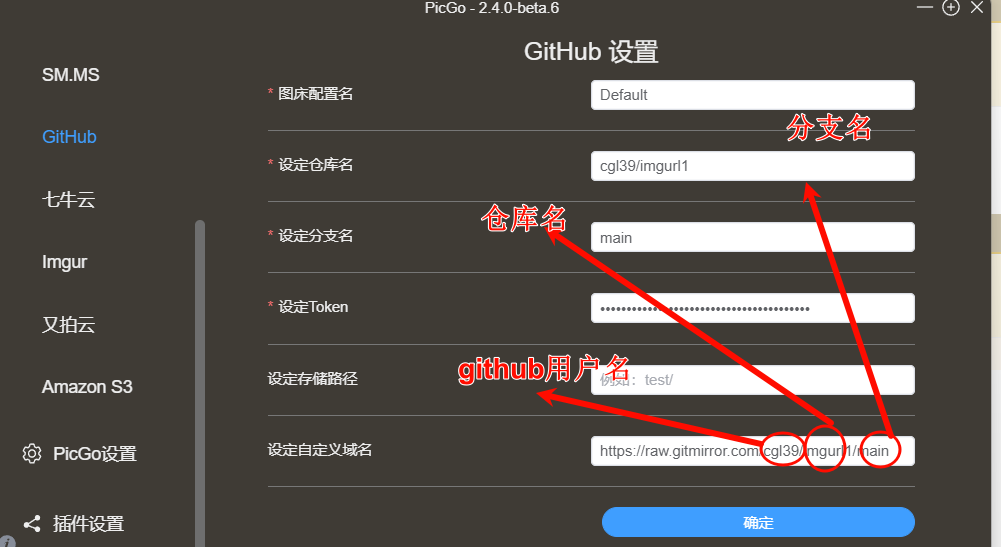 PicGo - 2.4.0-beta.6
GitHub 设置
SM.MS
GitHub
七牛云
Imgur
又拍云
Amazon S3
PicGo设置
插件设置
* 图床配置名
Default
分支名
* 设定仓库名
cgl39/imgurl1
仓库名
* 设定分支名
main
* 设定Token
••••••••••••••••••••••••••••••••••••••••
github用户名
设定存储路径
例如：test/
设定自定义域名
https://raw.gitmirror.com/cgl39/imgurl1/main
确定